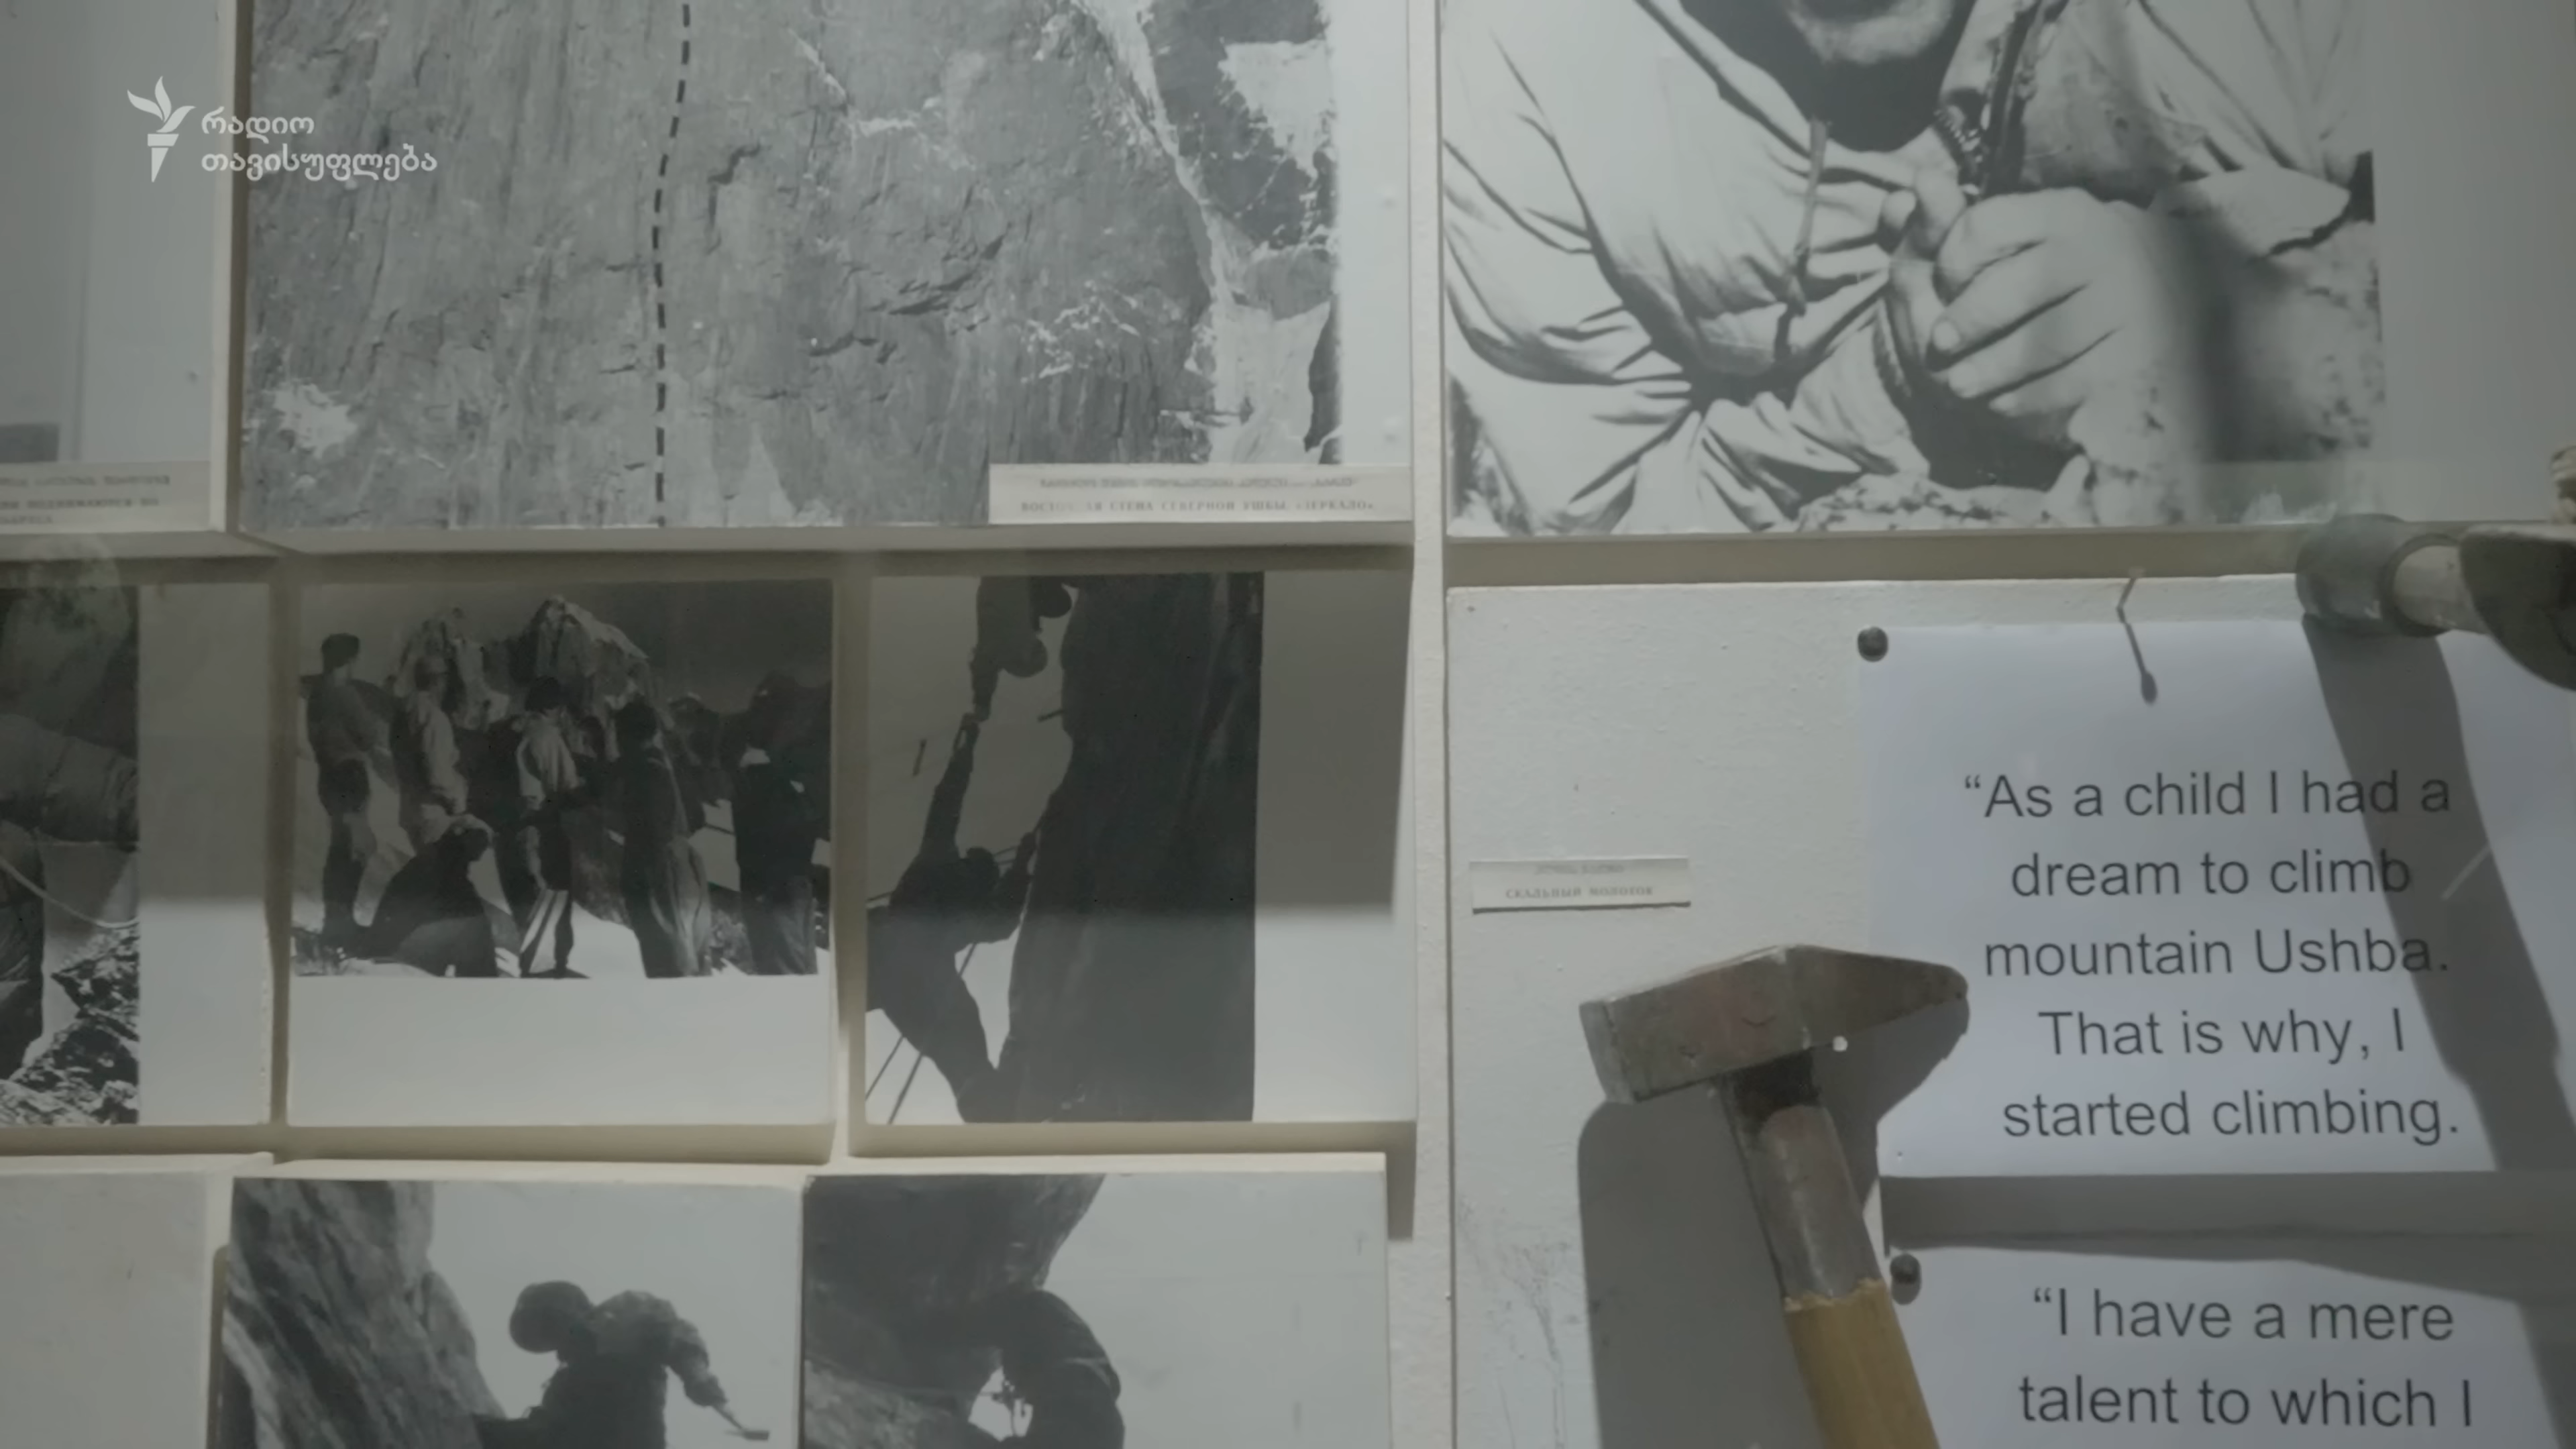 რადიო
თავისუფლება
ВОСТОЧНАЯ СТЕНА СЕВЕРНОЙ УШБЫ. «ЗЕРКАЛО».
СКАЛЬНЫЙ МОЛОТОК
“As a child I had a
dream to climb
mountain Ushba.
That is why, I
started climbing.
“I have a mere
talent to which I